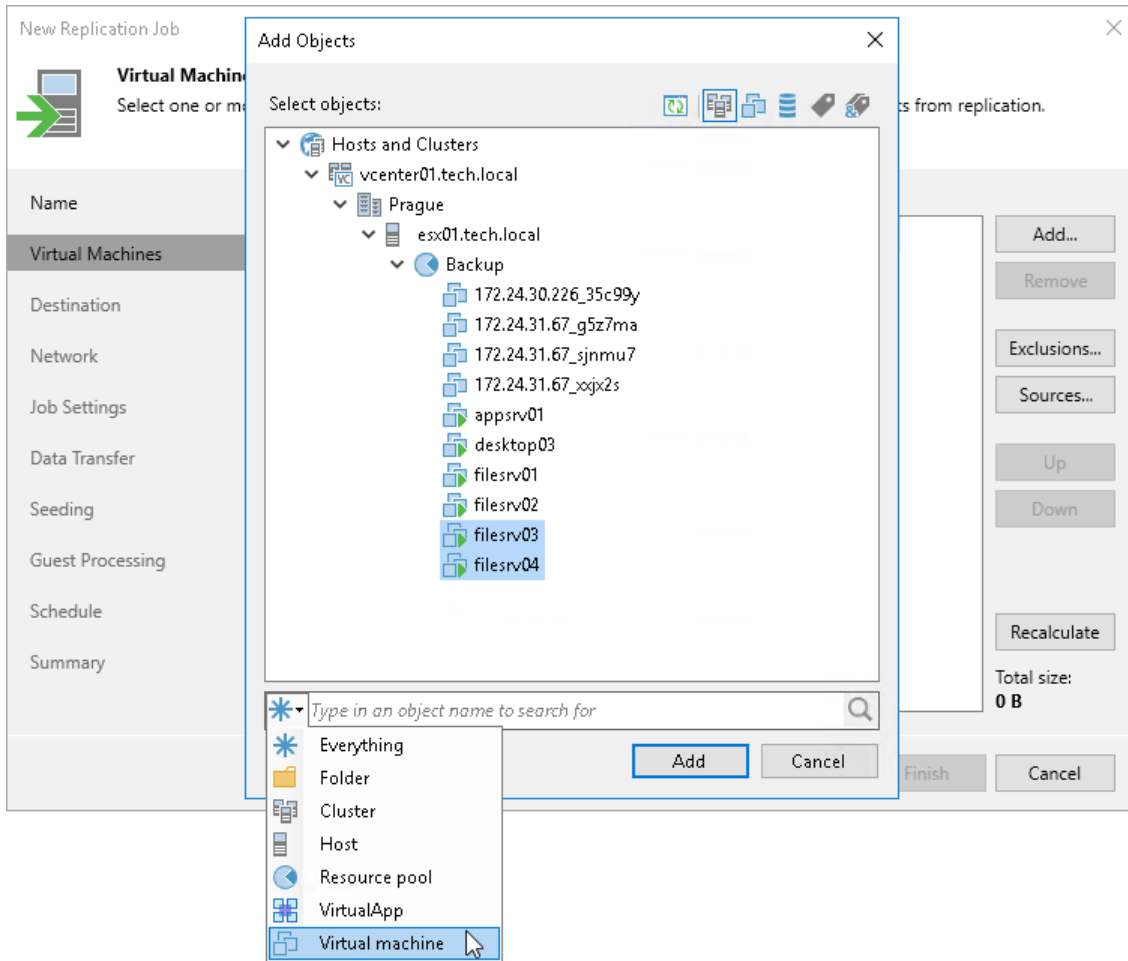 New Replication Job
Virtual Machin
Select one or m
ts from replication.
Name
Virtual Machines
Destination
Network
Job Settings
Data Transfer
Seeding
Guest Processing
Schedule
Summary
Add Objects
Select objects:
Hosts and Clusters
vcenter01.tech.local
VC
Prague
esx01.tech.local
Backup
172.24.30.226_35c99y
172.24.31.67_g5z7ma
172.24.31.67_sjnmu7
172.24.31.67_xxjx2s
appsrv01
desktop03
filesrv01
filesrv02
filesrv03
filesrv04
Type in an object name to search for
Everything
Folder
Cluster
Host
Resource pool
VirtualApp
Virtual machine
Add
Cancel
Add...
Remove
Exclusions...
Sources...
Up
Down
Recalculate
Total size:
0 B
Finish
Cancel